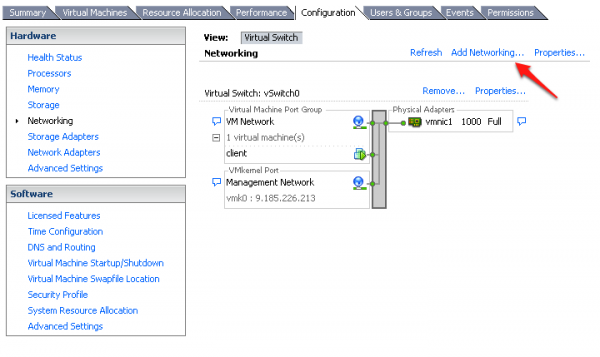 Summary Virtual Machines Resource Allocation Performance Configuration Users & Groups Events Permissions
Hardware
Health Status
Processors
Memory
Storage
Networking
Storage Adapters
Network Adapters
Advanced Settings
Software
Licensed Features
Time Configuration
DNS and Routing
Virtual Machine Startup/Shutdown
Virtual Machine Swapfile Location
Security Profile
System Resource Allocation
Advanced Settings
View: Virtual Switch
Networking Refresh Add Networking... Properties...
Virtual Switch: vSwitch0 Remove... Properties...
Virtual Machine Port Group Physical Adapters
VM Network vmnic1 1000 Full
1 virtual machine(s)
client
VMkernel Port
Management Network
vmk0 : 9.185.226.213